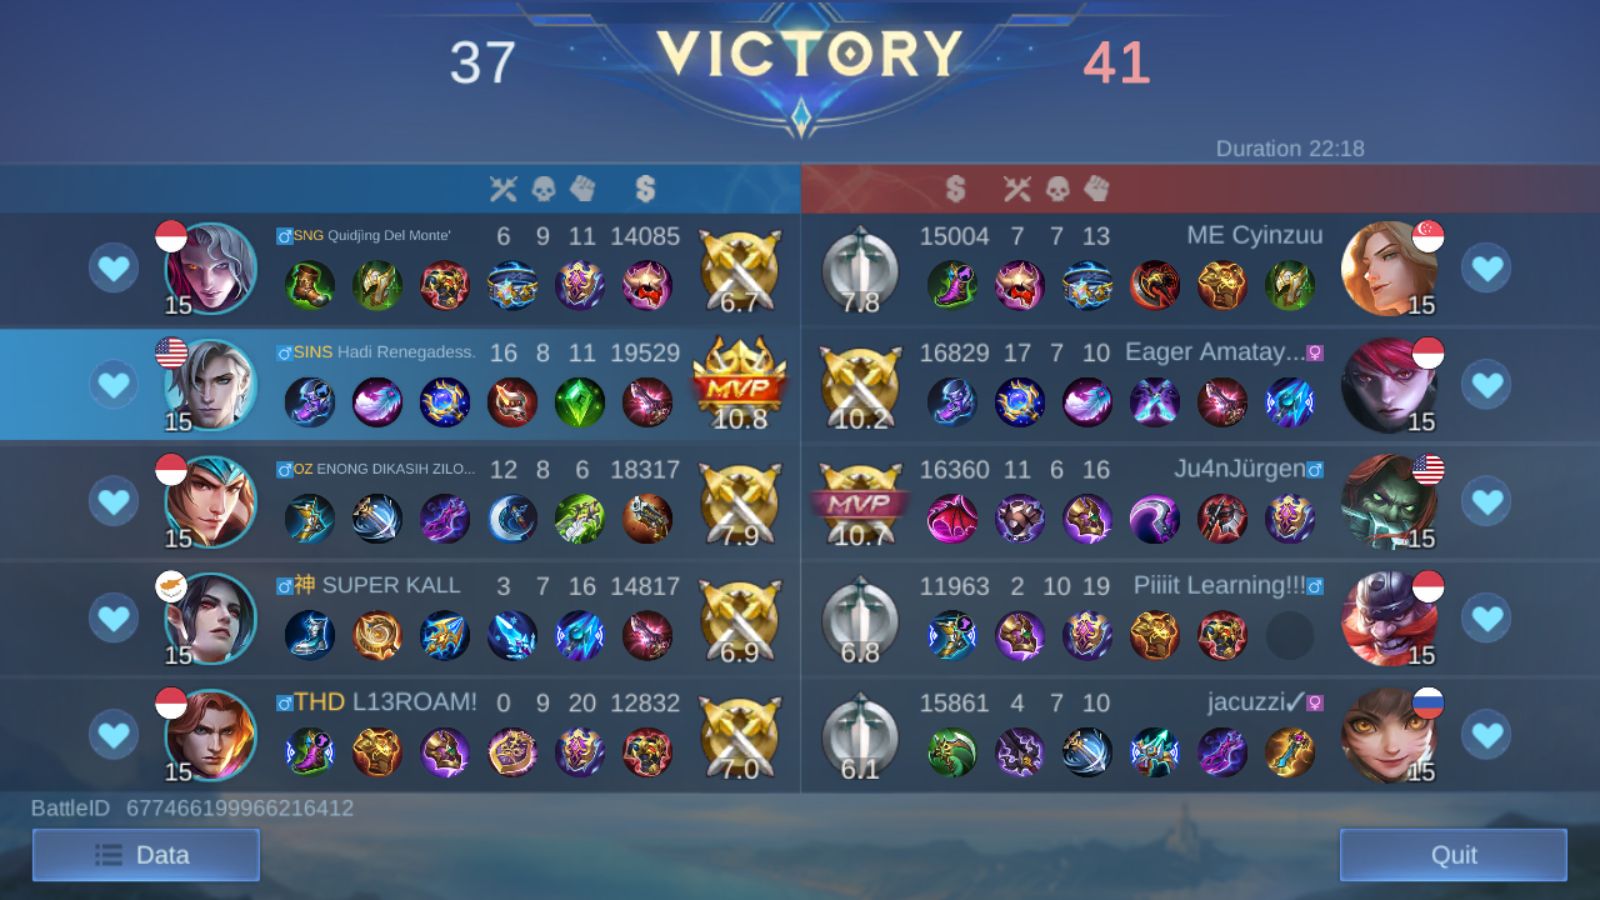 37 VICTORY 41
Duration 22:18
SNG Quidjing Del Monte' 6 9 11 14085
15 6.7
7.8 15004 7 7 13 ME Cyinzuu
15
SINS Hadi Renegadess. 16 8 11 19529
15 MVP 10.8
10.2 16829 17 7 10 Eager Amatay...
15
OZ ENONG DIKASIH ZILO... 12 8 6 18317
15 7.9
MVP 10.7 16360 11 6 16 Ju4nJürgen
15
神 SUPER KALL 3 7 16 14817
15 6.9
6.8 11963 2 10 19 Piiiit Learning!!!
15
THD L13ROAM! 0 9 20 12832
15 7.0
6.1 15861 4 7 10 jacuzzi✓
15
BattleID 677466199966216412
Data
Quit